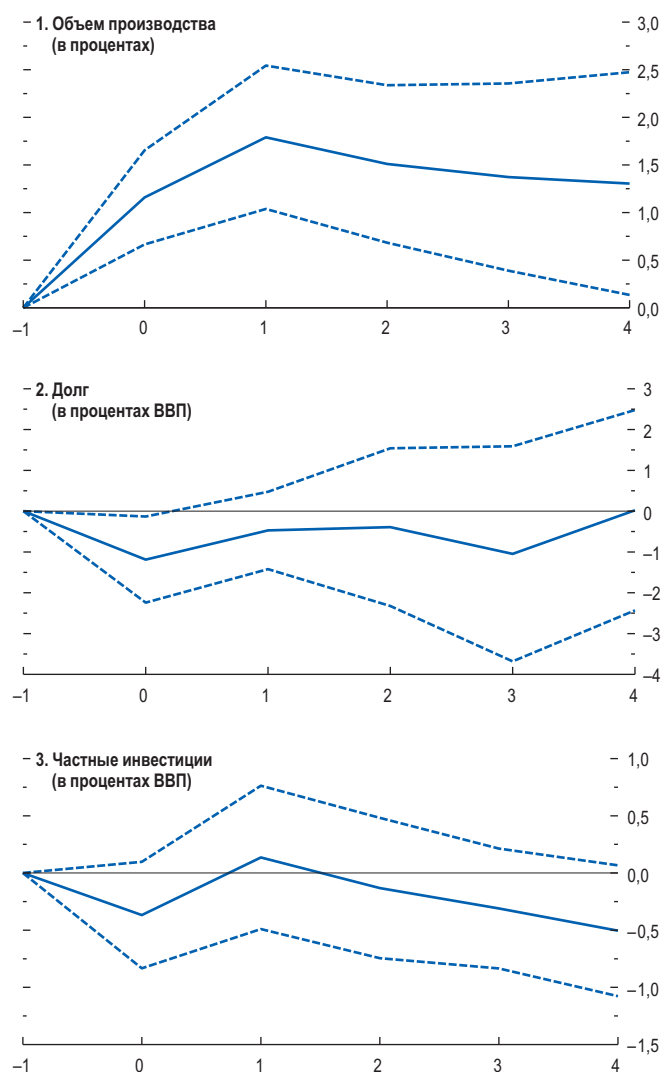 1. Объем производства
(в процентах)
3,0
2,5
2,0
1,5
1,0
0,5
0,0
–1 0 1 2 3 4
2. Долг
(в процентах ВВП)
3
2
1
0
–1
–2
–3
–4
–1 0 1 2 3 4
3. Частные инвестиции
(в процентах ВВП)
1,0
0,5
0,0
–0,5
–1,0
–1,5
–1 0 1 2 3 4